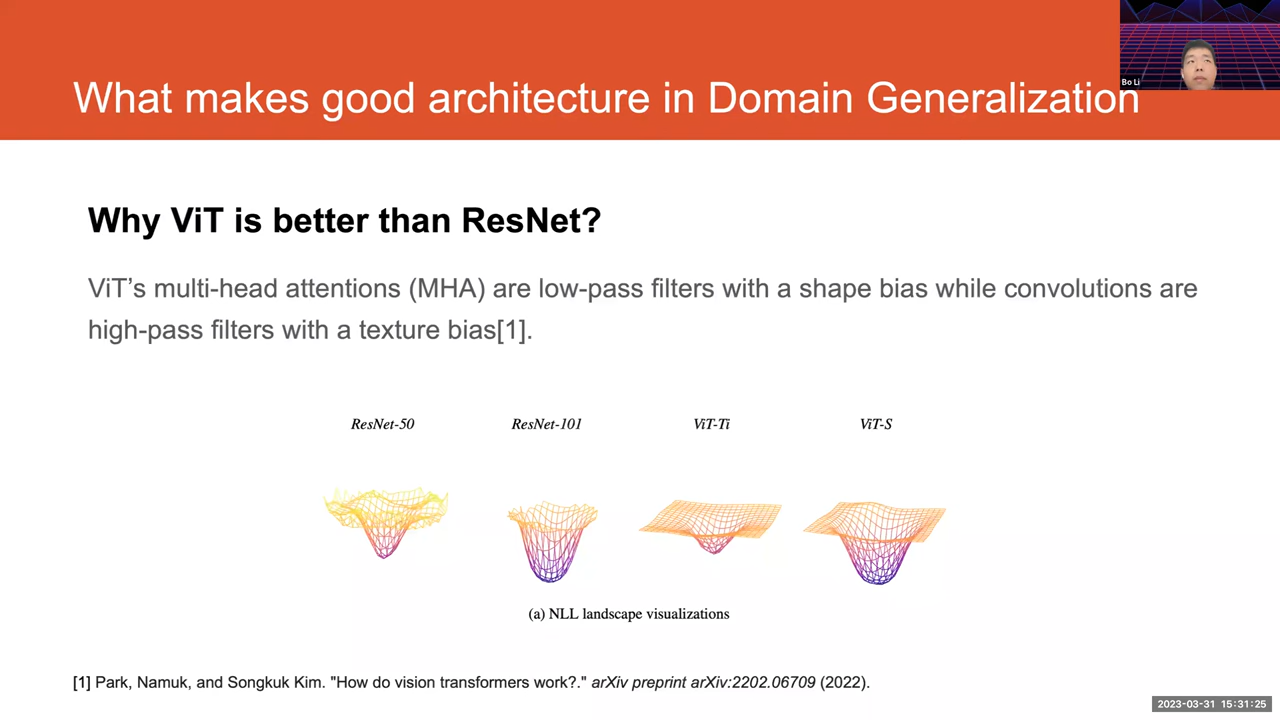 Bo Li
What makes good architecture in Domain Generalization
Why ViT is better than ResNet?
ViT’s multi-head attentions (MHA) are low-pass filters with a shape bias while convolutions are
high-pass filters with a texture bias[1].
ResNet-50 ResNet-101 ViT-Ti ViT-S
(a) NLL landscape visualizations
[1] Park, Namuk, and Songkuk Kim. "How do vision transformers work?." arXiv preprint arXiv:2202.06709 (2022).
2023-03-31 15:31:25